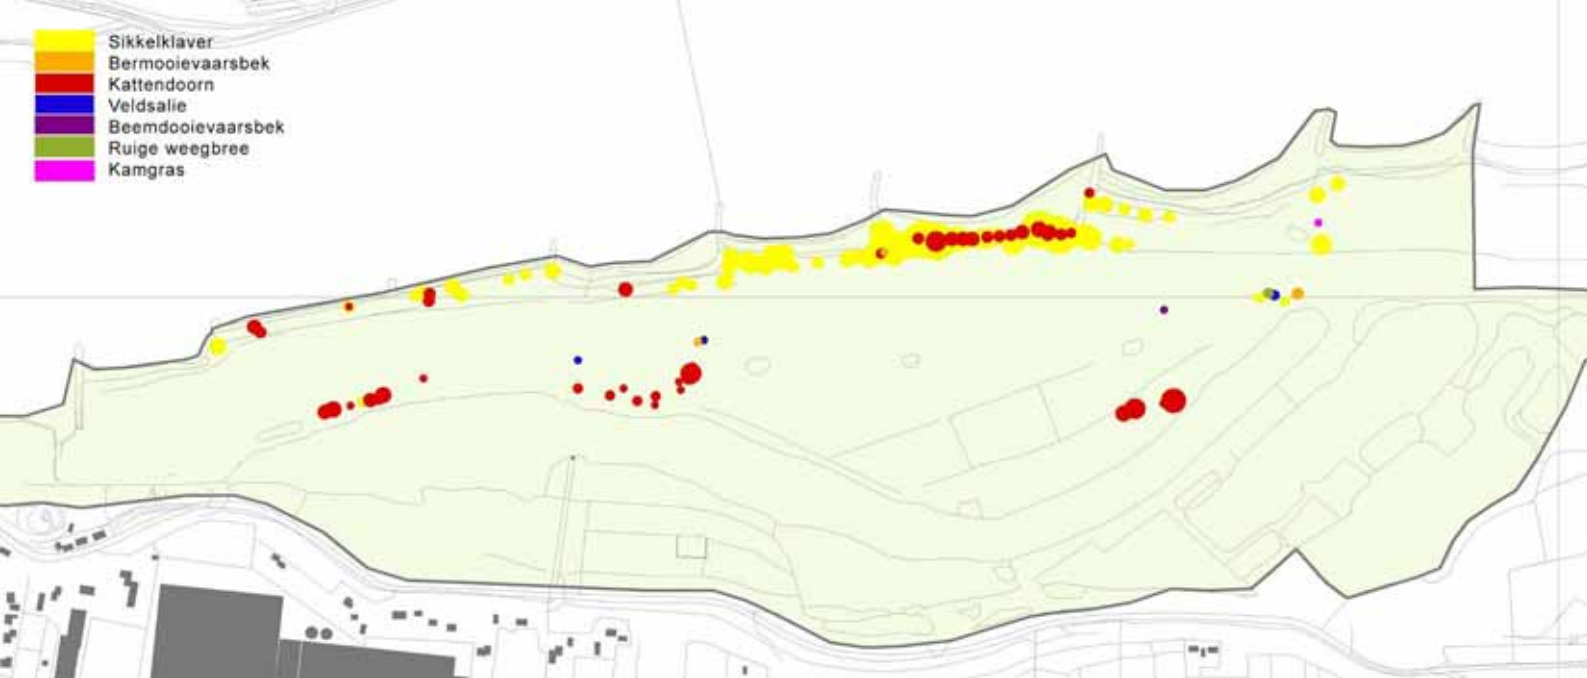 Sikkelklaver
Bermooievaarsbek
Kattendoorn
Veldsalie
Beemdooievaarsbek
Ruige weegbree
Kamgras